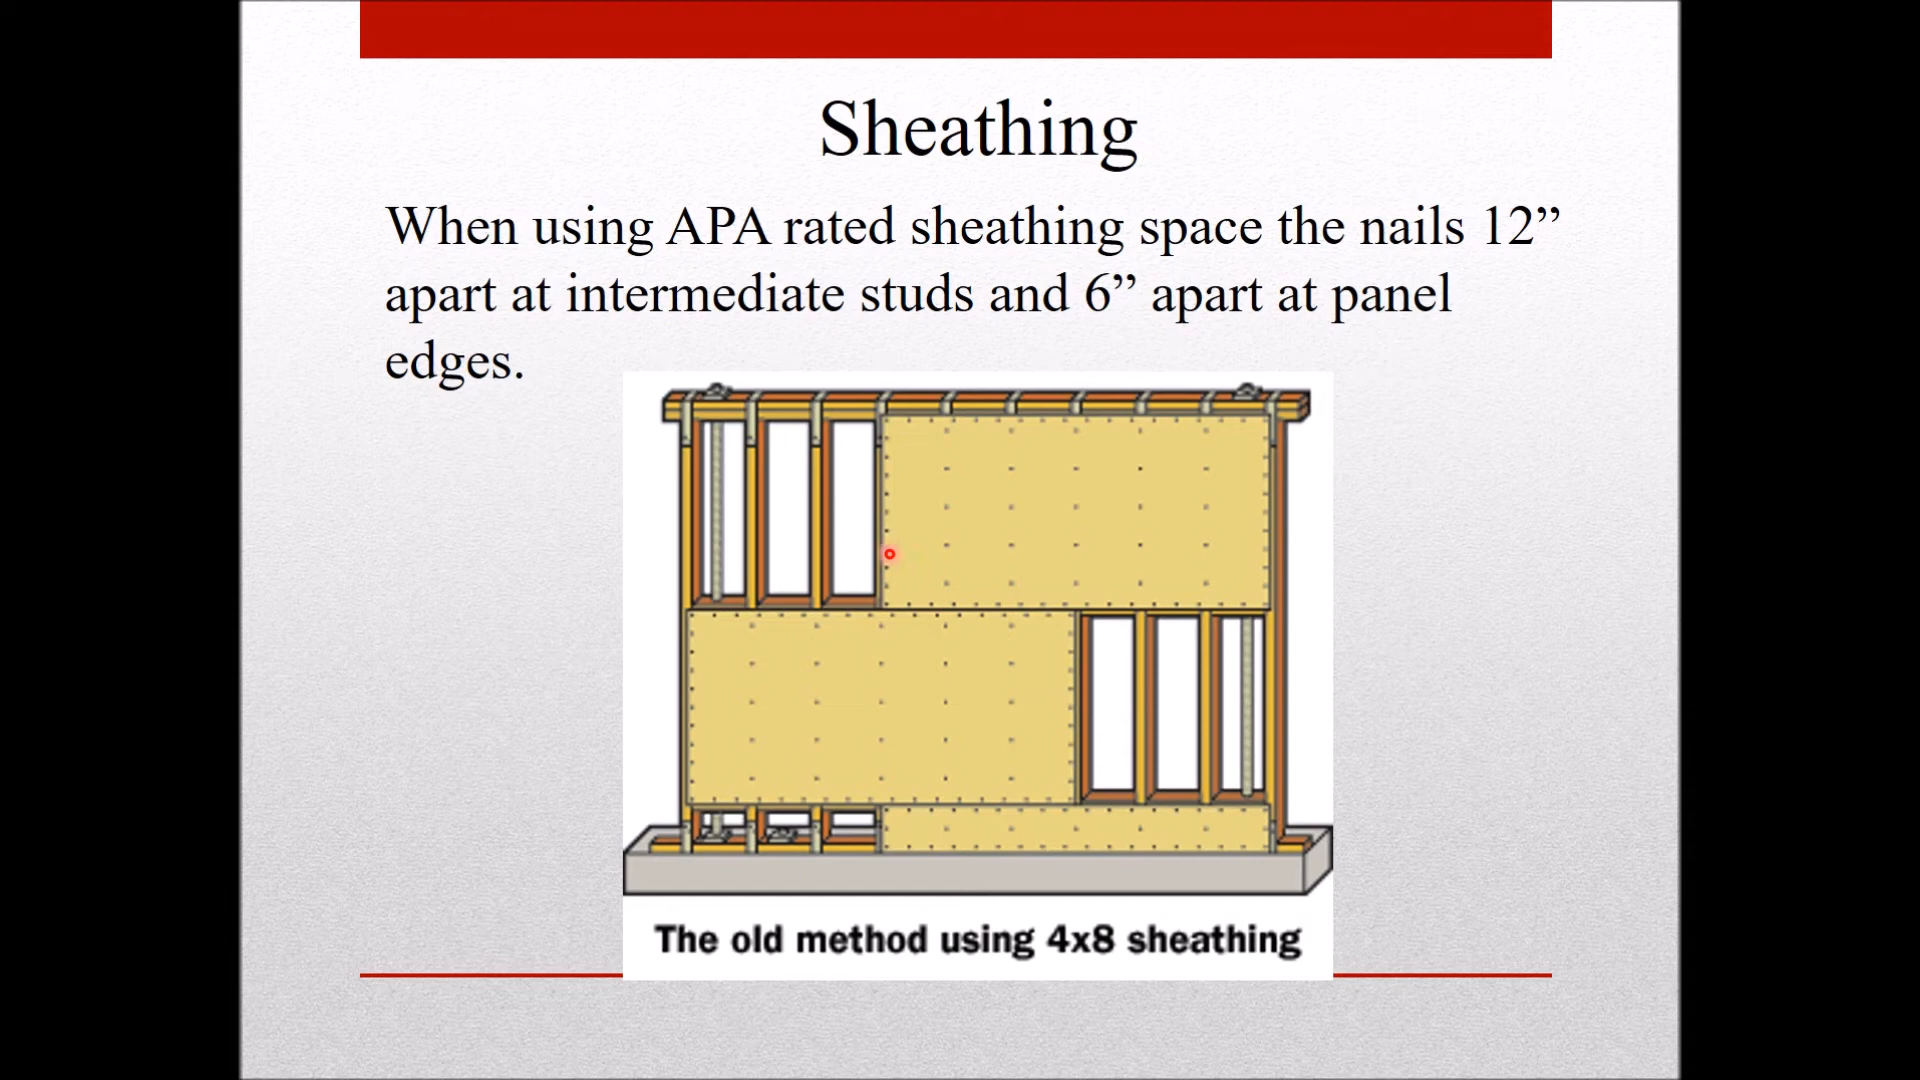 Sheathing
When using APA rated sheathing space the nails 12”
apart at intermediate studs and 6” apart at panel
edges.
The old method using 4x8 sheathing